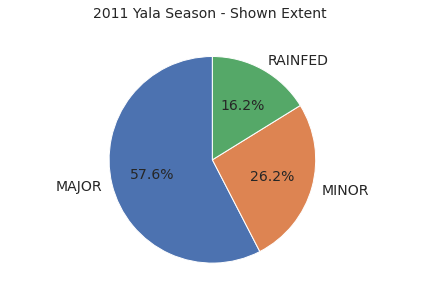 2011 Yala Season - Shown Extent
RAINFED
16.2%
57.6%
26.2%
MAJOR
MINOR